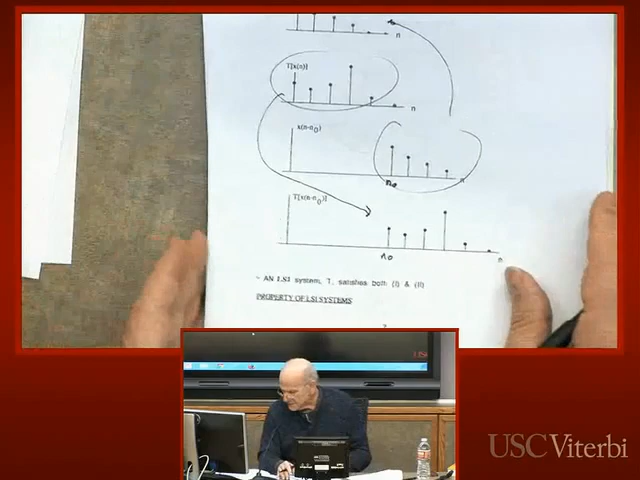 n
T[x(n)]
n
x(n-n₀)
n
n₀
T[x(n-n₀)]
n₀
n
- AN LSI system, T, satisfies both (I) & (II)
PROPERTY OF LSI SYSTEMS
USC Viterbi